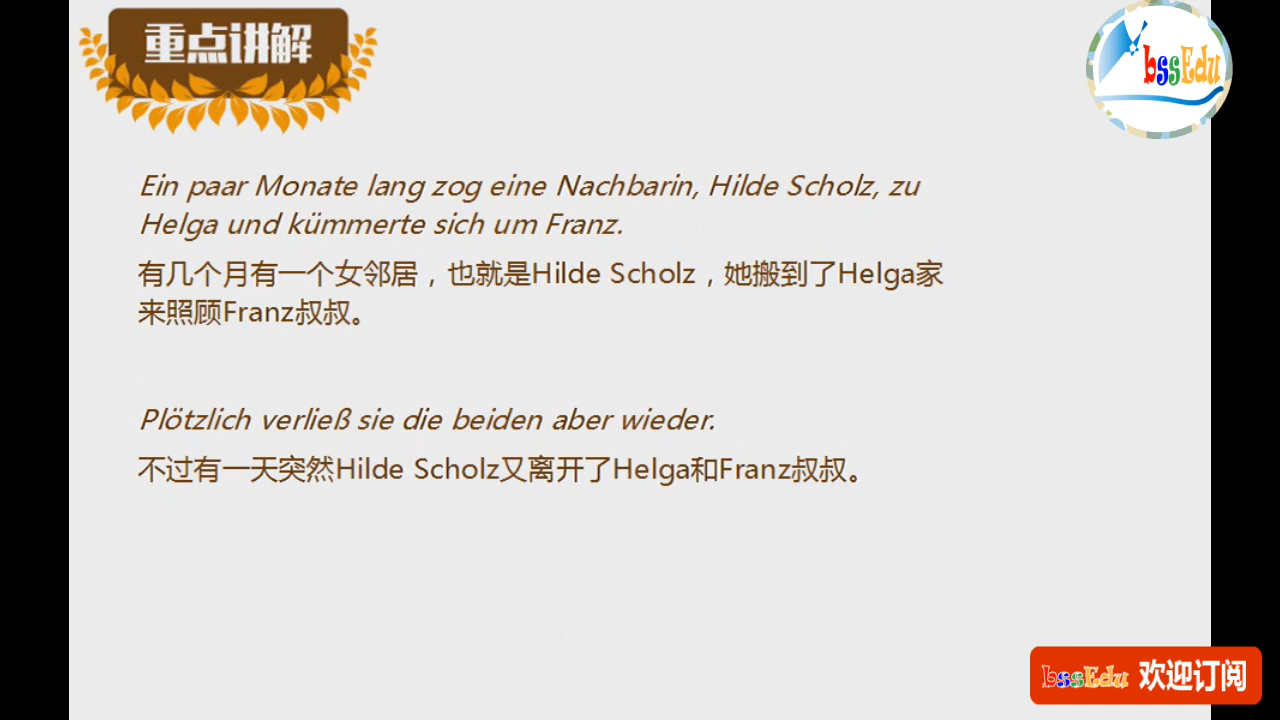 重点讲解
bssEdu
Ein paar Monate lang zog eine Nachbarin, Hilde Scholz, zu
Helga und kümmerte sich um Franz.
有几个月有一个女邻居，也就是Hilde Scholz，她搬到了Helga家
来照顾Franz叔叔。
Plötzlich verließ sie die beiden aber wieder.
不过有一天突然Hilde Scholz又离开了Helga和Franz叔叔。
bssEdu 欢迎订阅